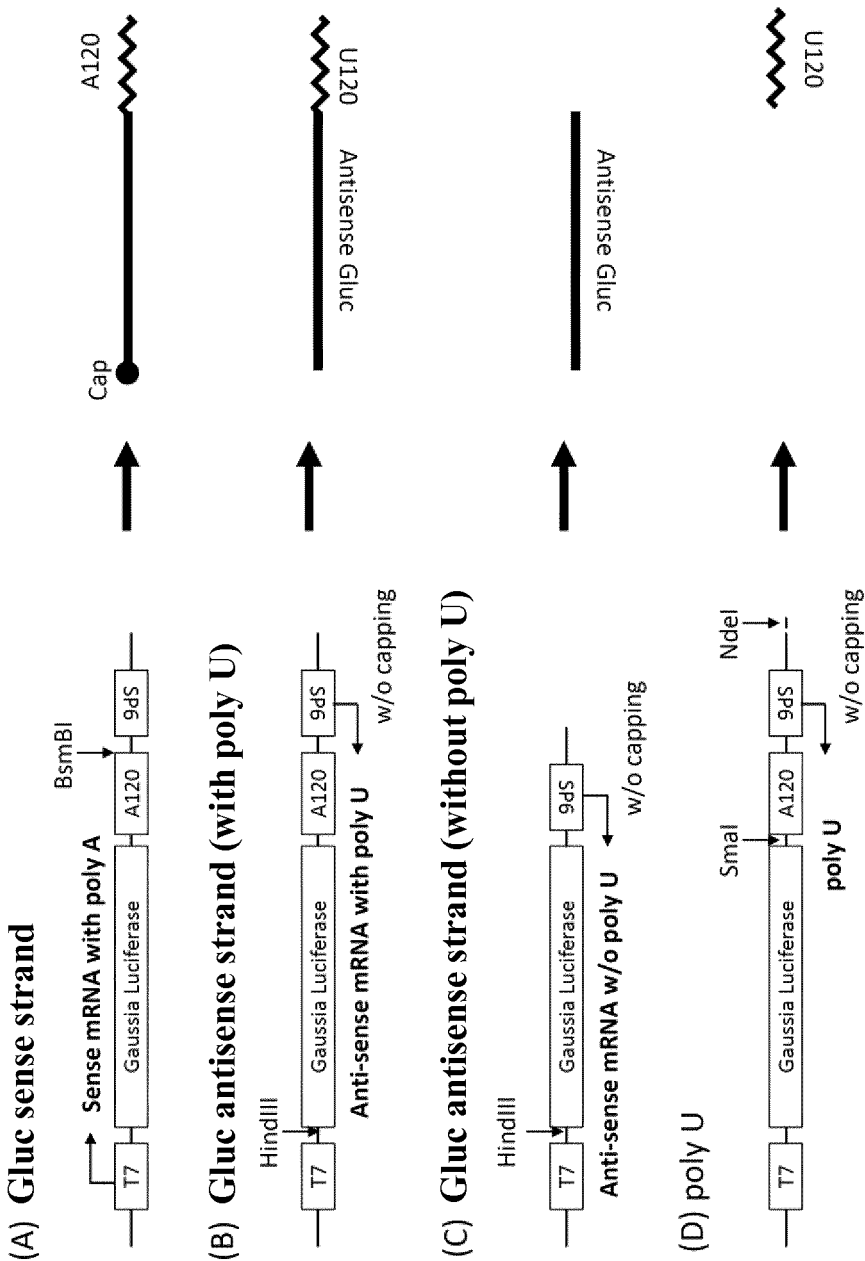 (A) Gluc sense strand
Sense mRNA with poly A
BsmBI
T7
Gaussia Luciferase
A120
SP6
Cap
A120
(B) Gluc antisense strand (with poly U)
HindIII
T7
Gaussia Luciferase
A120
SP6
Anti-sense mRNA with poly U
w/o capping
Antisense Gluc
U120
(C) Gluc antisense strand (without poly U)
HindIII
T7
Gaussia Luciferase
SP6
Anti-sense mRNA w/o poly U
w/o capping
Antisense Gluc
(D) poly U
SmaI
NdeI
T7
Gaussia Luciferase
A120
SP6
poly U
w/o capping
U120